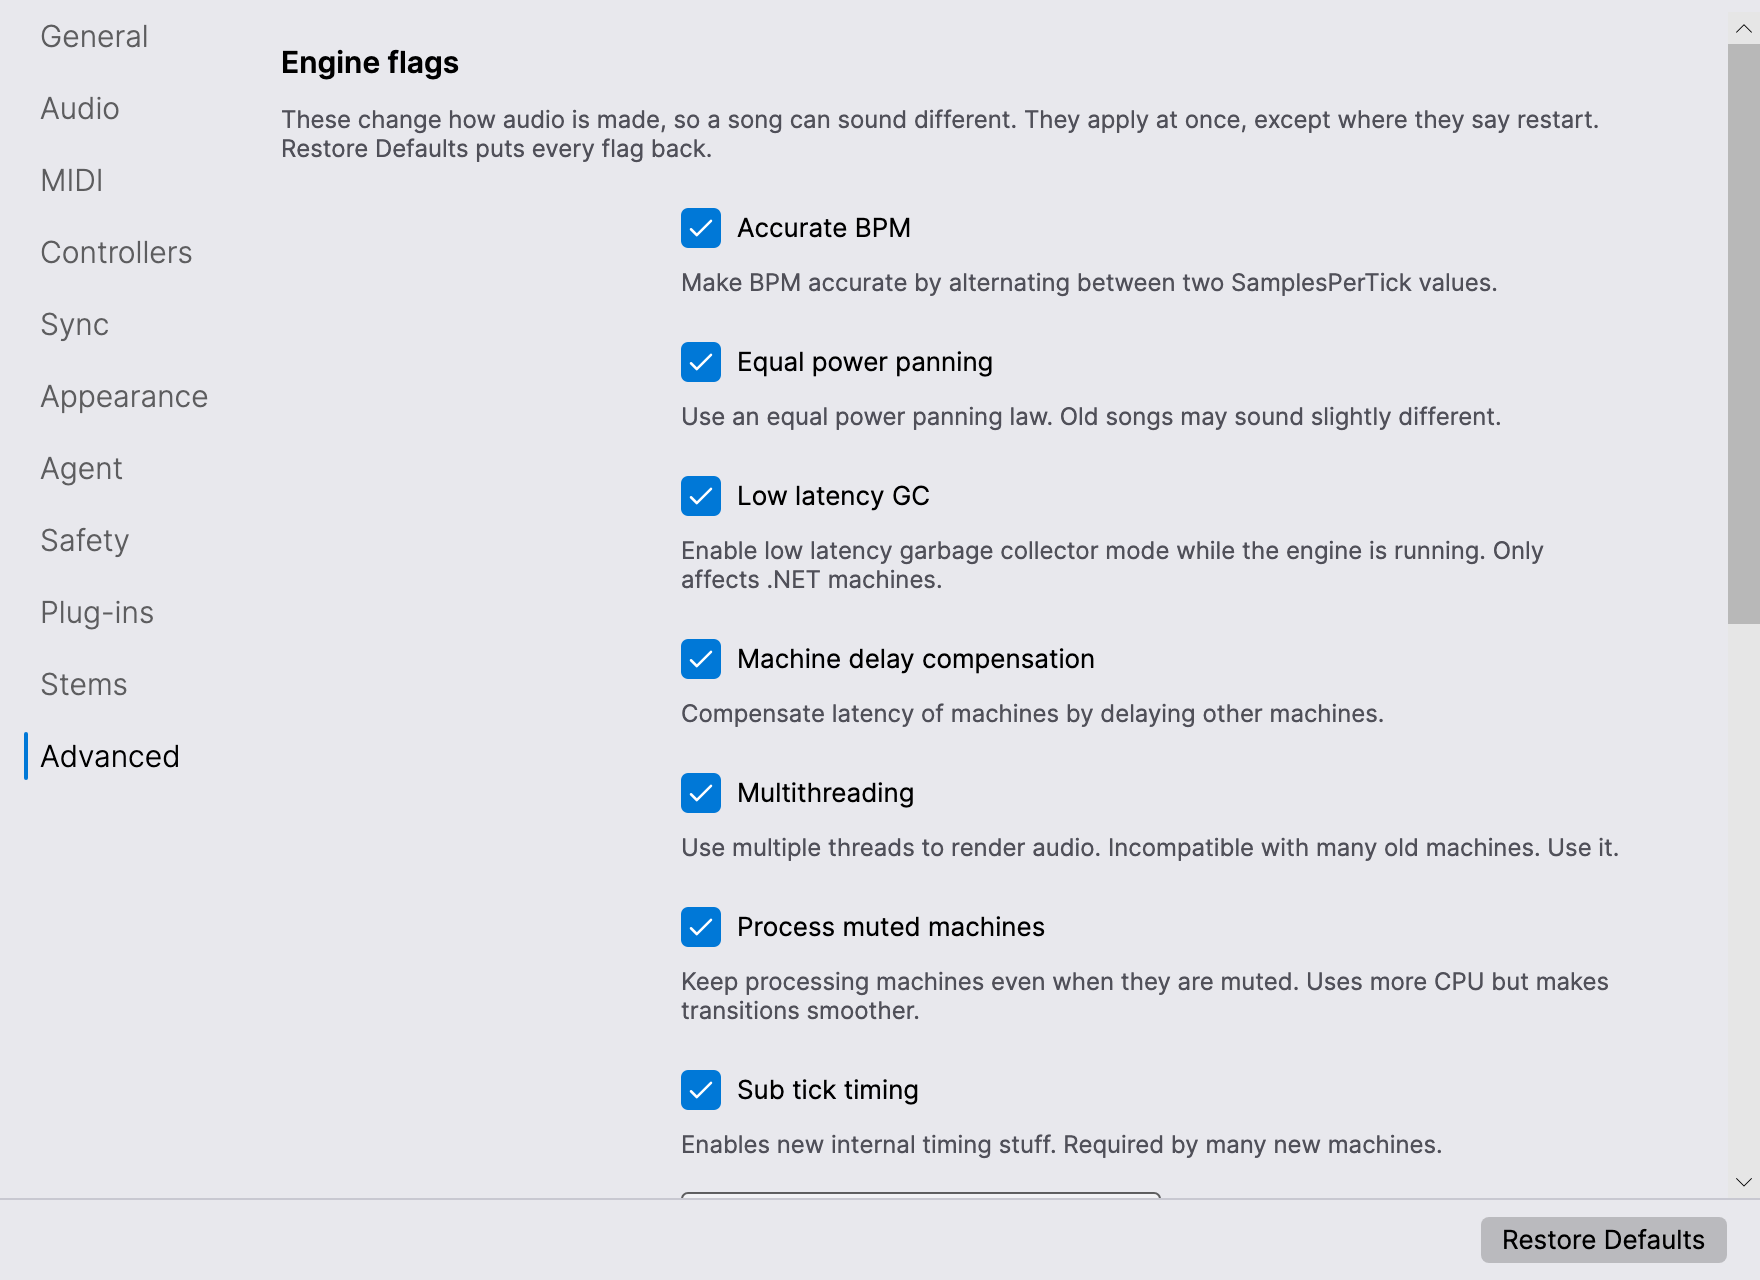 General
Audio
MIDI
Controllers
Sync
Appearance
Agent
Safety
Plug-ins
Stems
Advanced
Engine flags
These change how audio is made, so a song can sound different. They apply at once, except where they say restart.
Restore Defaults puts every flag back.
Accurate BPM
Make BPM accurate by alternating between two SamplesPerTick values.
Equal power panning
Use an equal power panning law. Old songs may sound slightly different.
Low latency GC
Enable low latency garbage collector mode while the engine is running. Only
affects .NET machines.
Machine delay compensation
Compensate latency of machines by delaying other machines.
Multithreading
Use multiple threads to render audio. Incompatible with many old machines. Use it.
Process muted machines
Keep processing machines even when they are muted. Uses more CPU but makes
transitions smoother.
Sub tick timing
Enables new internal timing stuff. Required by many new machines.
Restore Defaults